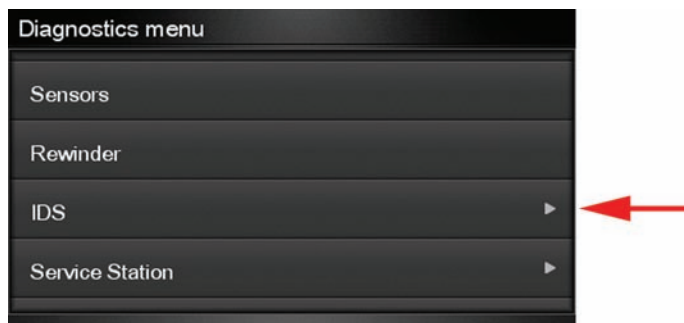 Diagnostics menu
Sensors
Rewinder
IDS
Service Station